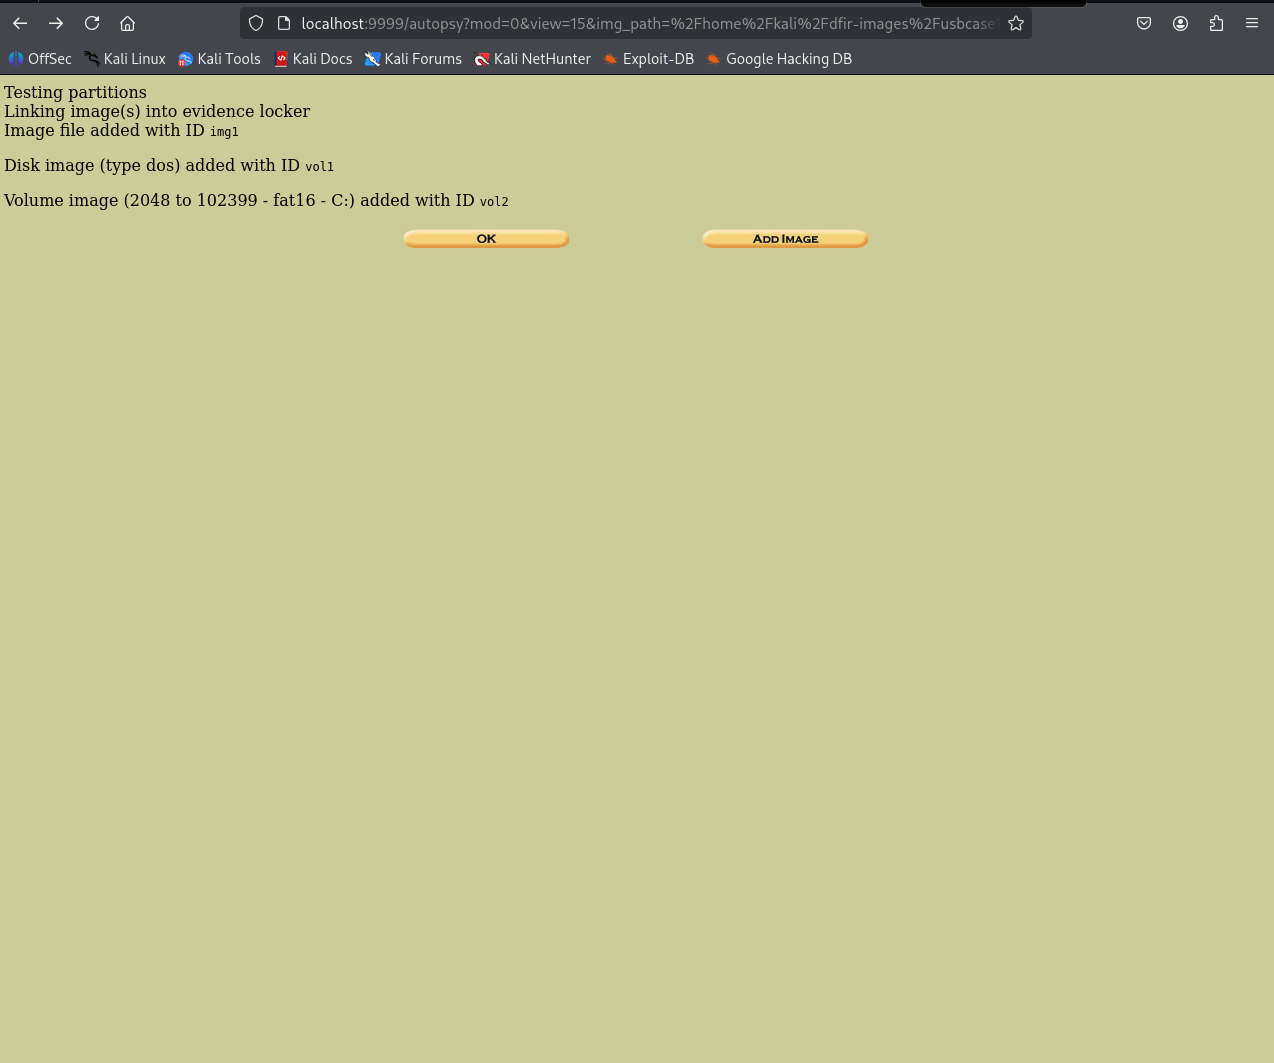 localhost:9999/autopsy?mod=0&view=15&img_path=%2Fhome%2Fkali%2Fdfir-images%2Fusbcase
OffSec Kali Linux Kali Tools Kali Docs Kali Forums Kali NetHunter Exploit-DB Google Hacking DB
Testing partitions
Linking image(s) into evidence locker
Image file added with ID img1
Disk image (type dos) added with ID vol1
Volume image (2048 to 102399 - fat16 - C:) added with ID vol2
OK ADD IMAGE